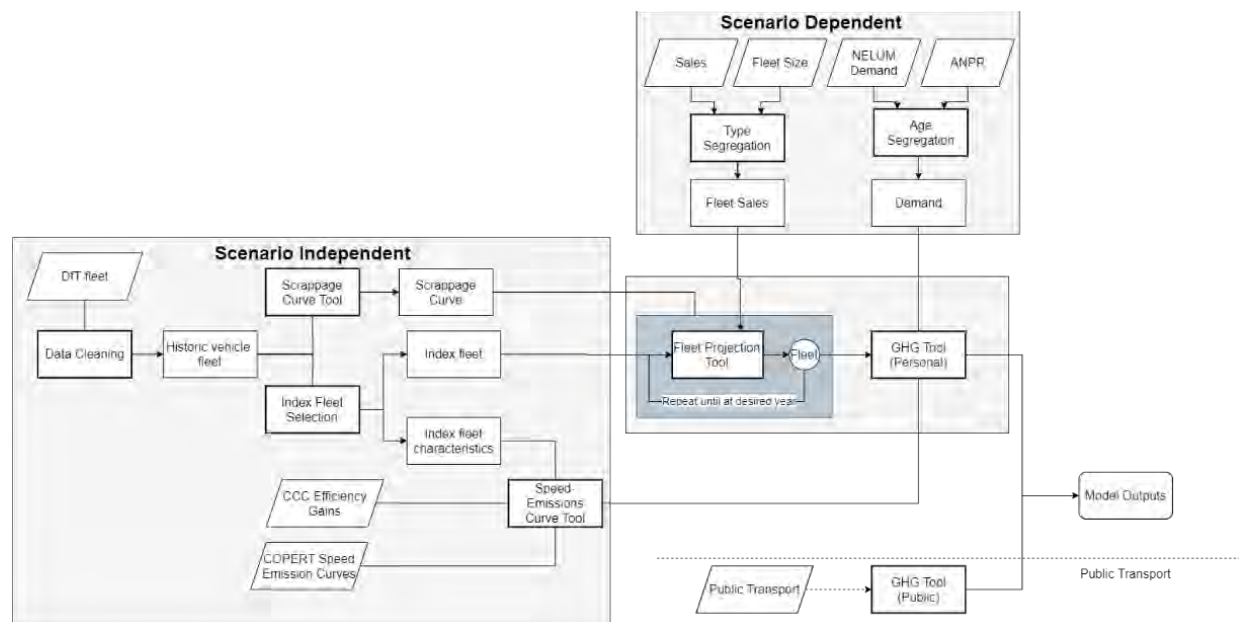 Scenario Dependent
Sales
Fleet Size
NELUM
Demand
ANPR
Type
Segregation
Age
Segregation
Fleet Sales
Demand
Scenario Independent
DfT fleet
Scrappage
Curve Tool
Scrappage
Curve
Data Cleaning
Historic vehicle
fleet
Index fleet
Fleet Projection
Tool
Fleet
GHG Tool
(Personal)
Repeat until at desired year
Index Fleet
Selection
Index fleet
characteristics
CCC Efficiency
Gains
Speed-
Emissions
Curve Tool
Model Outputs
COPERT Speed
Emission Curves
Public Transport
Public Transport
GHG Tool
(Public)